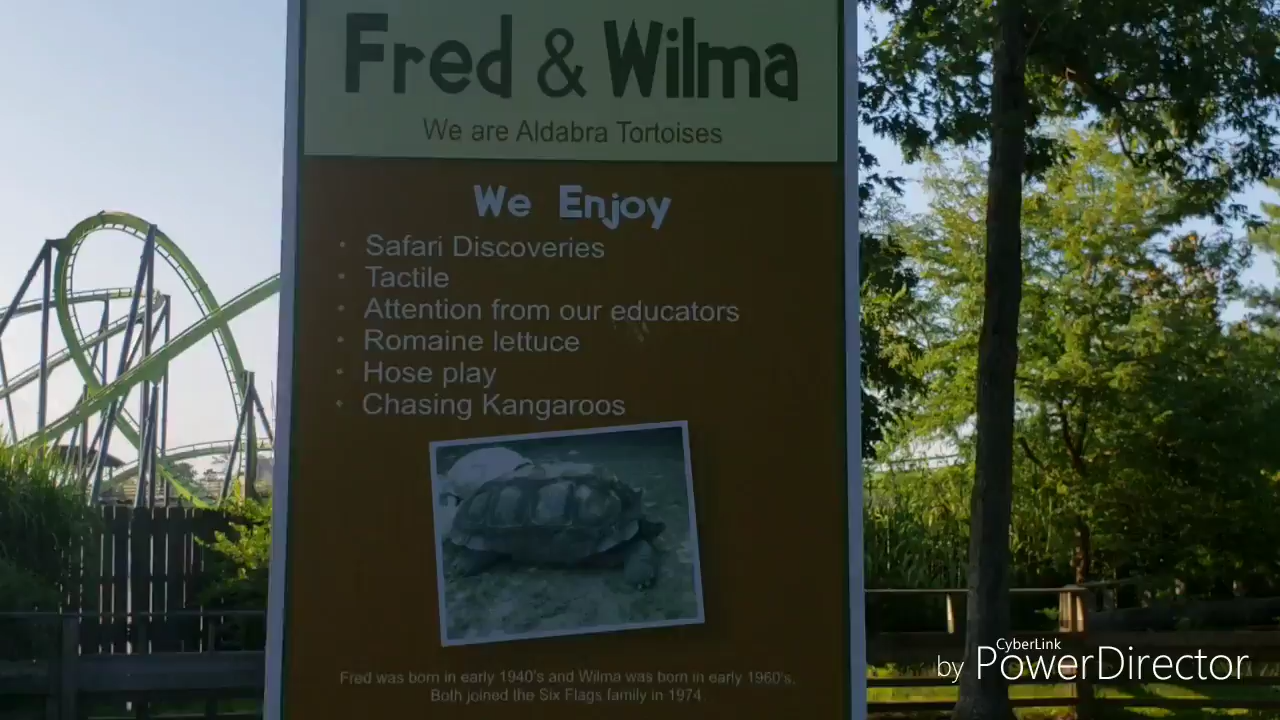 Fred & Wilma
We are Aldabra Tortoises
We Enjoy
• Safari Discoveries
• Tactile
• Attention from our educators
• Romaine lettuce
• Hose play
• Chasing Kangaroos
Fred was born in early 1940's and Wilma was born in early 1960's.
Both joined the Six Flags family in 1974.
CyberLink
by PowerDirector